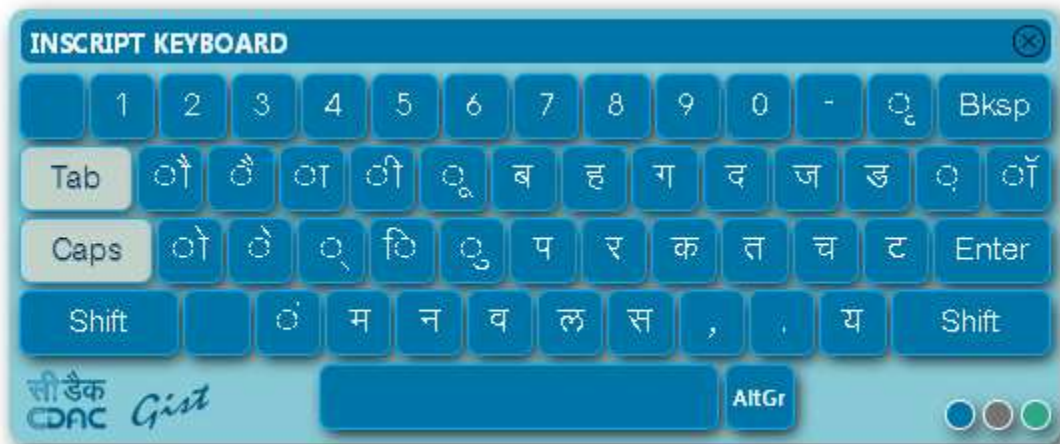 INSCRIPT KEYBOARD
1 2 3 4 5 6 7 8 9 0 - ृ Bksp
Tab ौ ै ा ी ू ब ह ग द ज ड ़ ॉ
Caps ो े ् ि ु प र क त च ट Enter
Shift ं म न व ल स , . य Shift
सी डैक
CDAC Gist AltGr